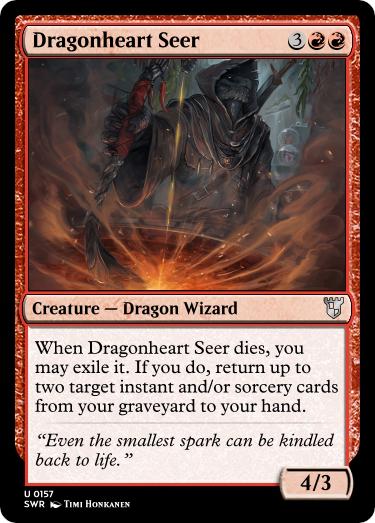 Dragonheart Seer 3
Creature — Dragon Wizard
When Dragonheart Seer dies, you
may exile it. If you do, return up to
two target instant and/or sorcery cards
from your graveyard to your hand.
“Even the smallest spark can be kindled
back to life.”
4/3
U 0157
SWR Timi Honkanen